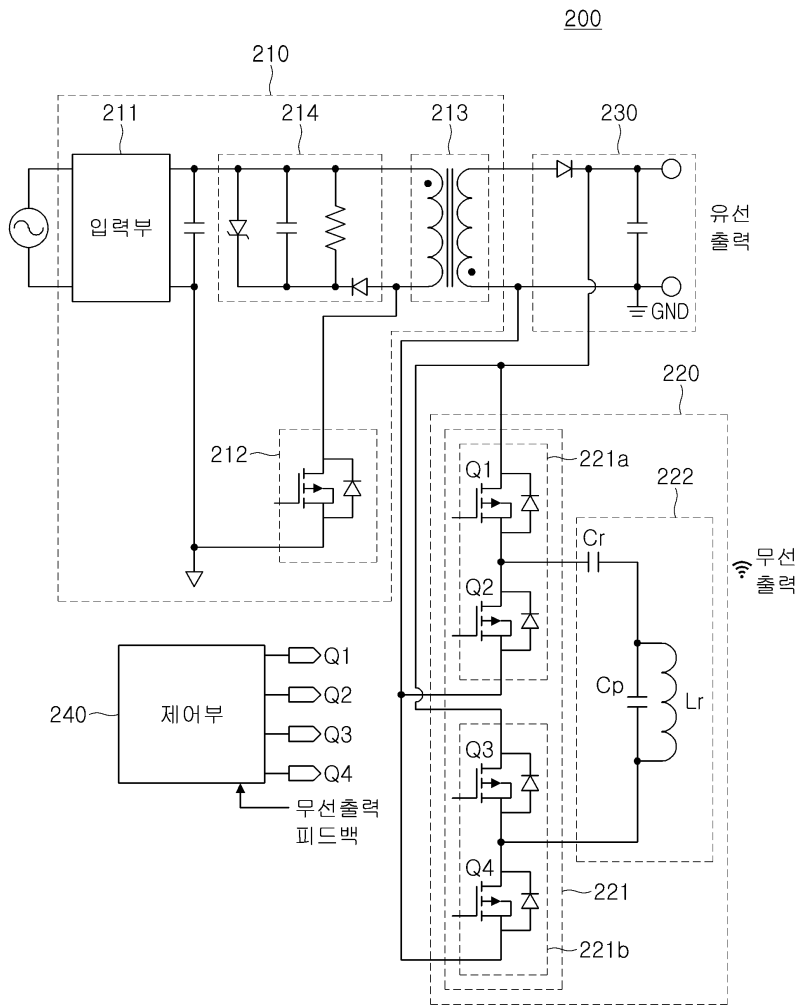 200
210
211
214
213
230
입력부
유선
출력
GND
220
212
Q1
221a
222
Cr
무선
출력
Q2
Cp
Lr
240
제어부
Q1
Q2
Q3
Q4
Q3
무선출력
피드백
Q4
221
221b